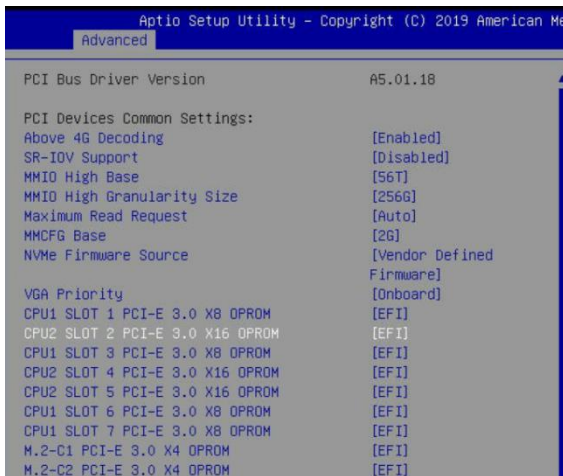 Aptio Setup Utility - Copyright (C) 2019 American Me
Advanced
PCI Bus Driver Version A5.01.18
PCI Devices Common Settings:
Above 4G Decoding [Enabled]
SR-IOV Support [Disabled]
MMIO High Base [56T]
MMIO High Granularity Size [256G]
Maximum Read Request [Auto]
MMCFG Base [2G]
NVMe Firmware Source [Vendor Defined
Firmware]
VGA Priority [Onboard]
CPU1 SLOT 1 PCI-E 3.0 X8 OPROM [EFI]
CPU2 SLOT 2 PCI-E 3.0 X16 OPROM [EFI]
CPU1 SLOT 3 PCI-E 3.0 X8 OPROM [EFI]
CPU2 SLOT 4 PCI-E 3.0 X16 OPROM [EFI]
CPU2 SLOT 5 PCI-E 3.0 X16 OPROM [EFI]
CPU1 SLOT 6 PCI-E 3.0 X8 OPROM [EFI]
CPU1 SLOT 7 PCI-E 3.0 X8 OPROM [EFI]
M.2-C1 PCI-E 3.0 X4 OPROM [EFI]
M.2-C2 PCI-E 3.0 X4 OPROM [EFI]